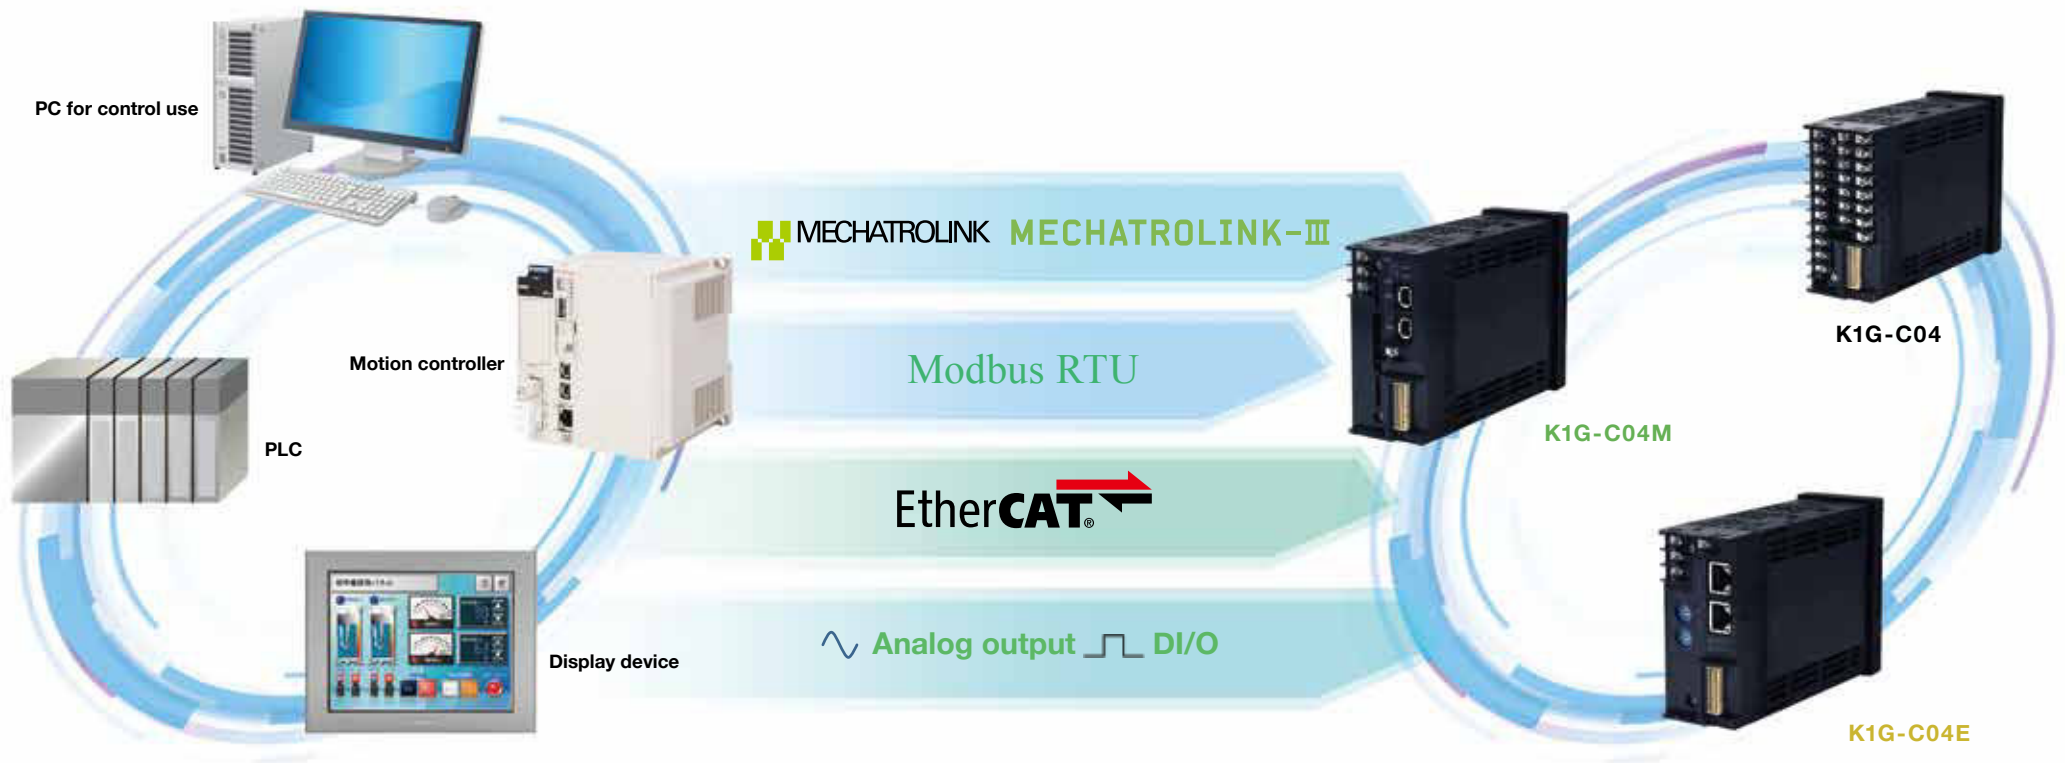 PC for control use
MECHATROLINK MECHATROLINK-III
K1G-C04
Motion controller
Modbus RTU
K1G-C04M
PLC
EtherCAT®
Analog output DI/O
Display device
K1G-C04E